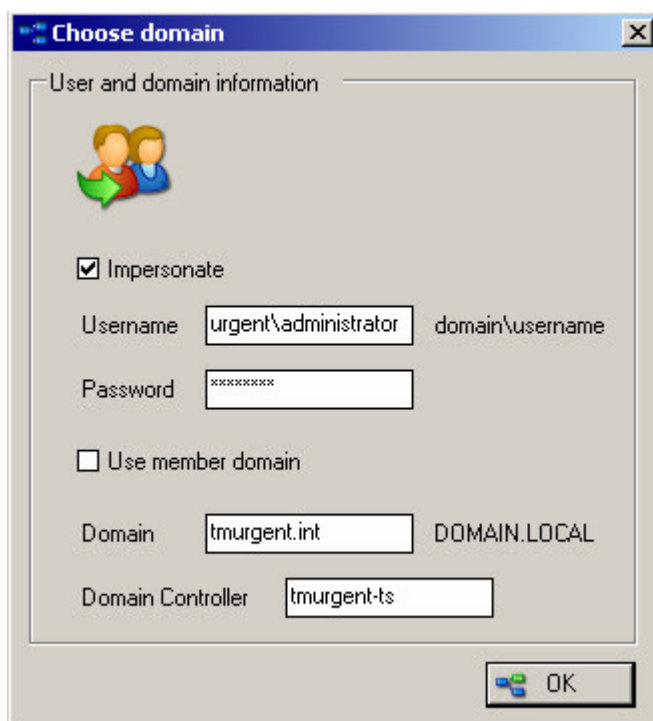 Choose domain
User and domain information
Impersonate
Username urgent\administrator domain\username
Password ********
Use member domain
Domain tmurgent.int DOMAIN.LOCAL
Domain Controller tmurgent-ts
OK